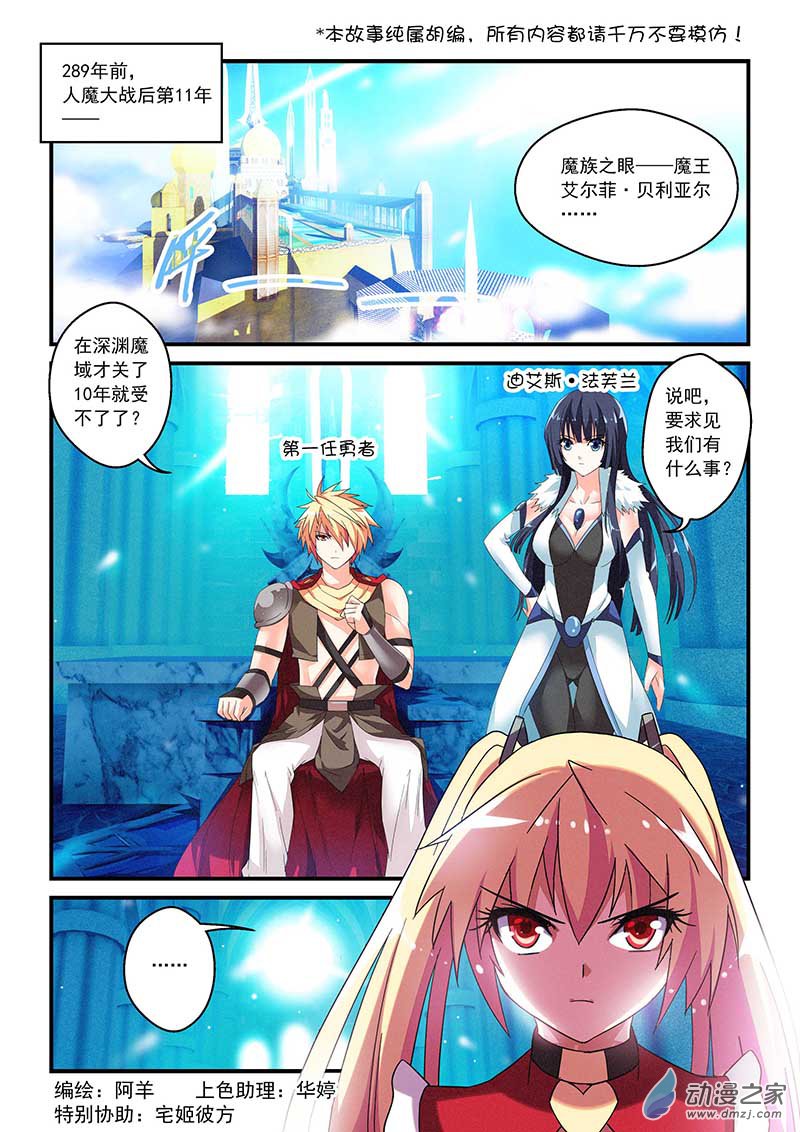 *本故事纯属胡编，所有内容都请千万不要模仿！
289年前，
人魔大战后第11年
——
魔族之眼——魔王
艾尔菲·贝利亚尔
……
呼——
在深渊魔
域才关了
10年就受
不了了？
第一任勇者
迪艾斯·法芙兰
说吧，
要求见
我们有
什么事？
……
编绘：阿羊 上色助理：华婷
特别协助：宅姬彼方
动漫之家
www.dmzj.com